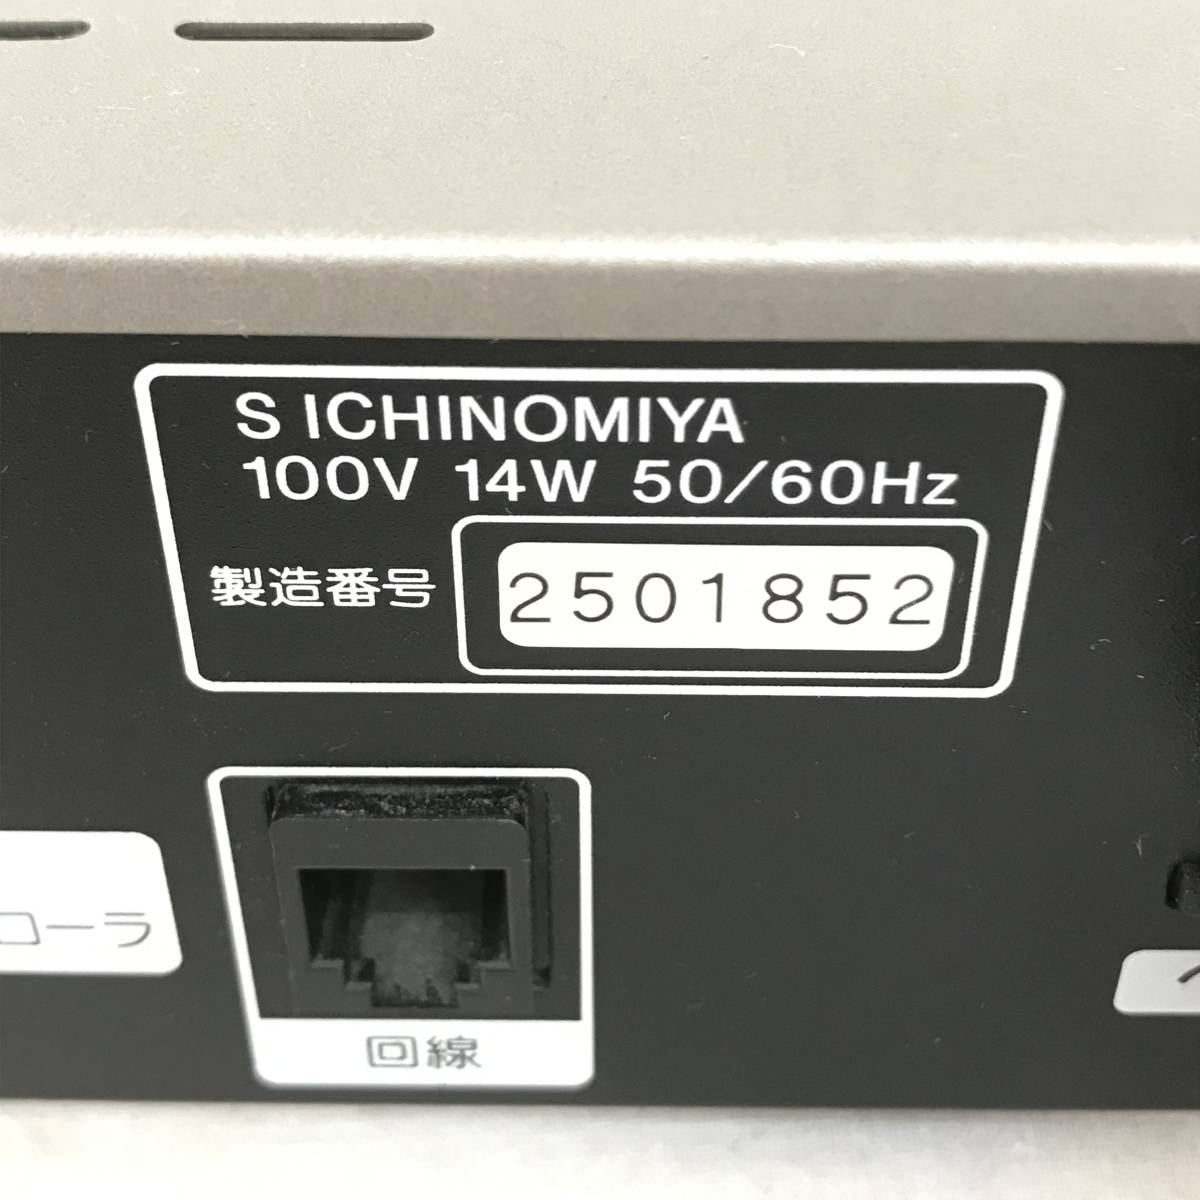 S ICHINOMIYA
100V 14W 50/60Hz
製造番号 2501852
ローラ
回線